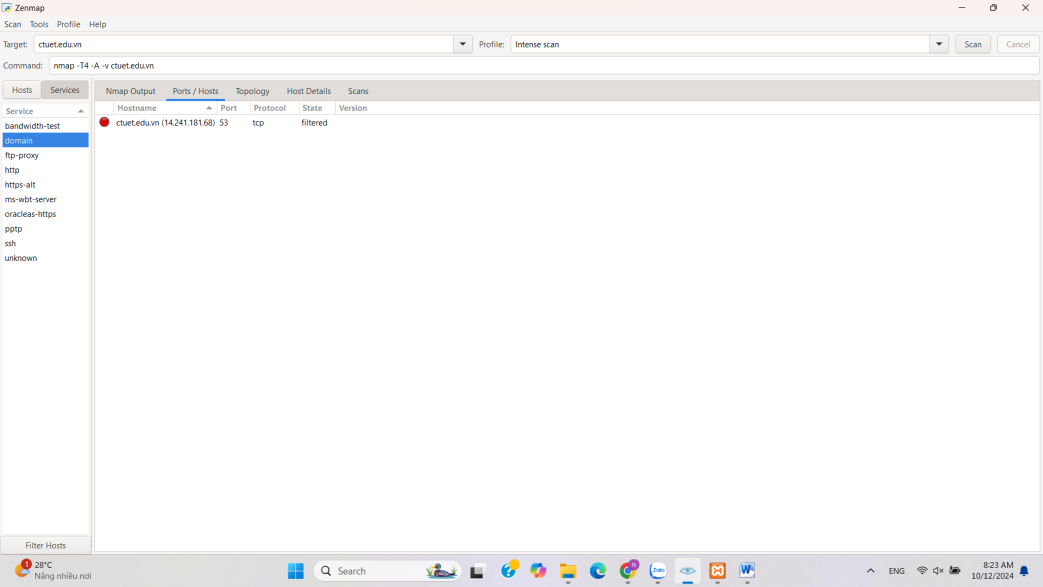 Zenmap
Scan Tools Profile Help
Target: ctuet.edu.vn Profile: Intense scan Scan Cancel
Command: nmap -T4 -A -v ctuet.edu.vn
Hosts Services Nmap Output Ports / Hosts Topology Host Details Scans
Service Hostname Port Protocol State Version
ctuet.edu.vn (14.241.181.68) 53 tcp filtered
bandwidth-test
domain
ftp-proxy
http
https-alt
ms-wbt-server
oracleas-https
pptp
ssh
unknown
Filter Hosts
1 28°C
Nắng nhiều nơi
Search
N
Zalo
W
ENG
8:23 AM
10/12/2024